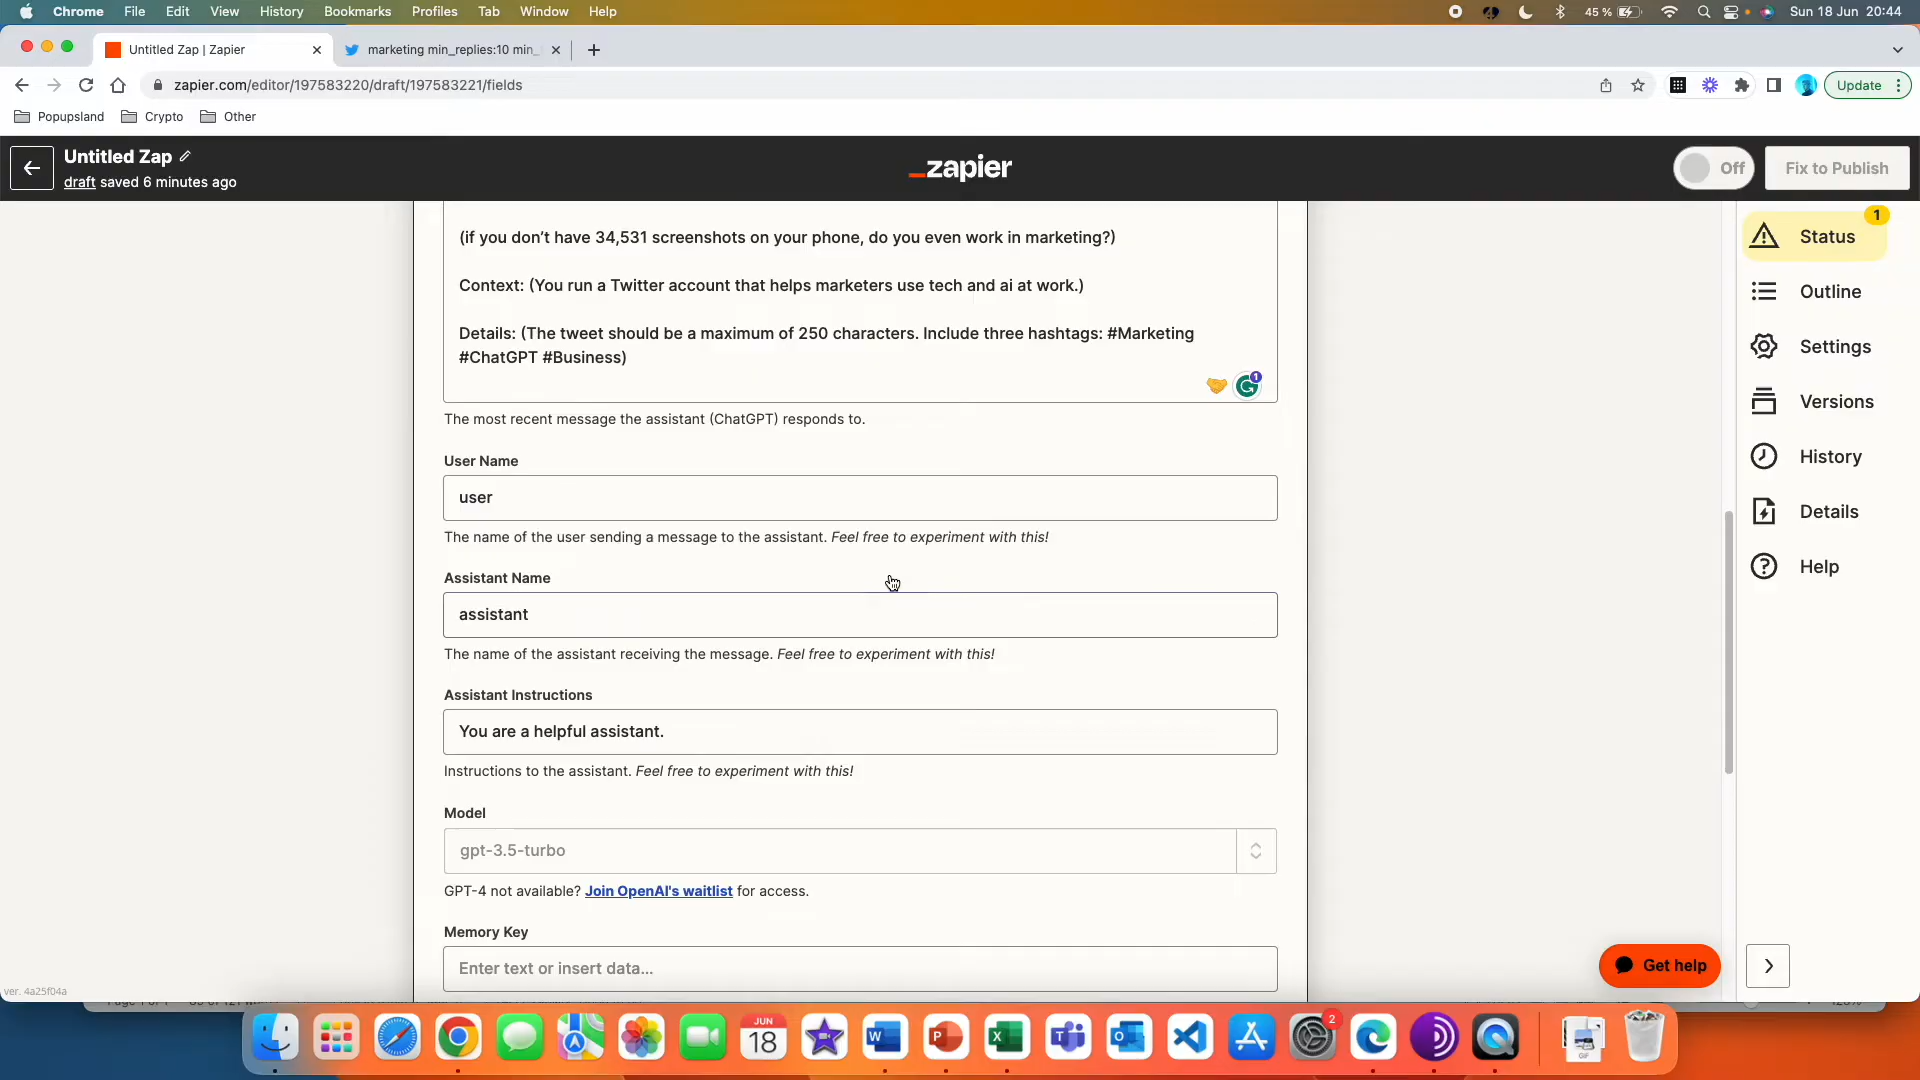 Chrome File Edit View History Bookmarks Profiles Tab Window Help 45 % Sun 18 Jun 20:44
Untitled Zap | Zapier marketing min_replies:10 min_
zapier.com/editor/197583220/draft/197583221/fields Update
Popupsland Crypto Other
Untitled Zap
draft saved 6 minutes ago
_zapier
Off Fix to Publish
(if you don’t have 34,531 screenshots on your phone, do you even work in marketing?)
Context: (You run a Twitter account that helps marketers use tech and ai at work.)
Details: (The tweet should be a maximum of 250 characters. Include three hashtags: #Marketing
#ChatGPT #Business)
1
The most recent message the assistant (ChatGPT) responds to.
User Name
user
The name of the user sending a message to the assistant. Feel free to experiment with this!
Assistant Name
assistant
The name of the assistant receiving the message. Feel free to experiment with this!
Assistant Instructions
You are a helpful assistant.
Instructions to the assistant. Feel free to experiment with this!
Model
gpt-3.5-turbo
GPT-4 not available? Join OpenAI's waitlist for access.
Memory Key
Enter text or insert data...
1
Status
Outline
Settings
Versions
History
Details
Help
Get help
ver. 4a25f04a
JUN
18
2
GIF